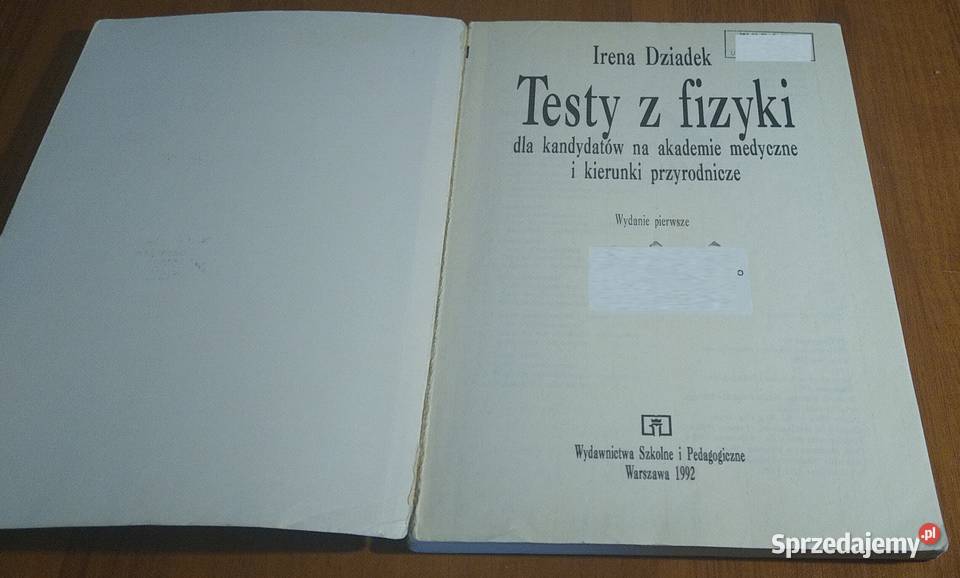 Irena Dziadek
Testy z fizyki
dla kandydatów na akademie medyczne
i kierunki przyrodnicze
Wydanie pierwsze
Wydawnictwa Szkolne i Pedagogiczne
Warszawa 1992
Sprzedajemy.pl